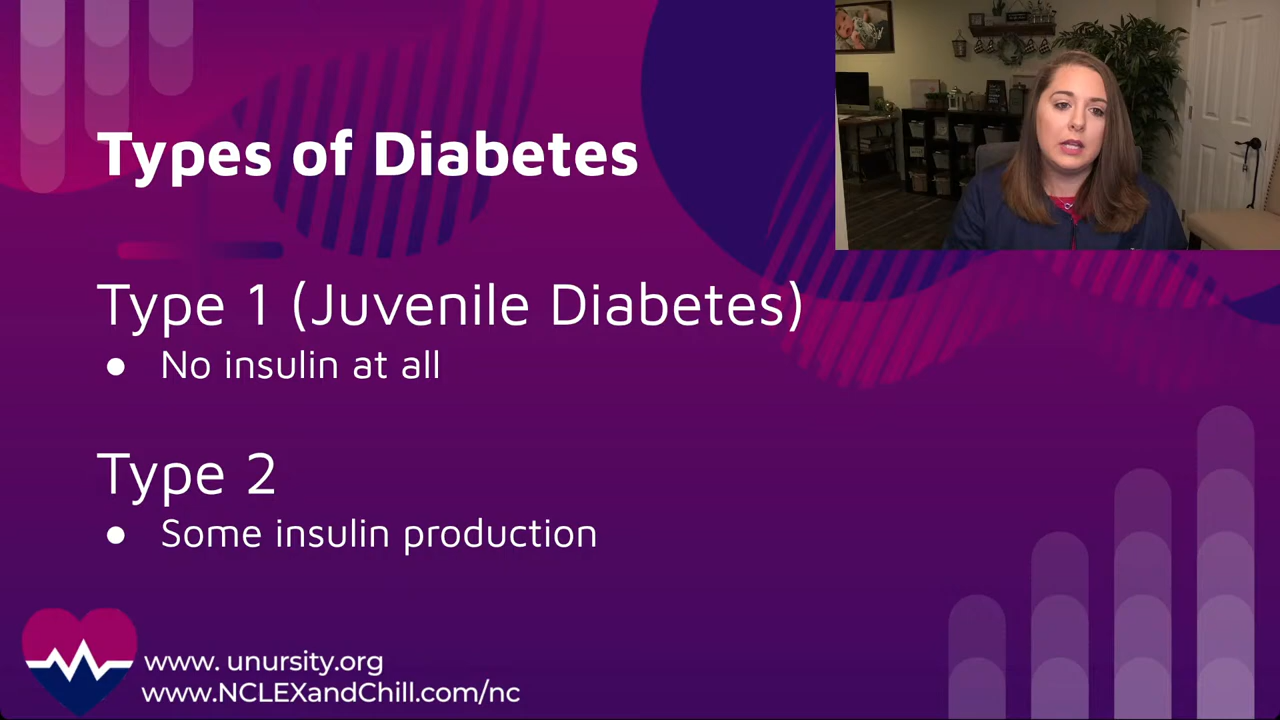 Types of Diabetes
Type 1 (Juvenile Diabetes)
● No insulin at all
Type 2
● Some insulin production
www. unursity.org
www.NCLEXandChill.com/nc